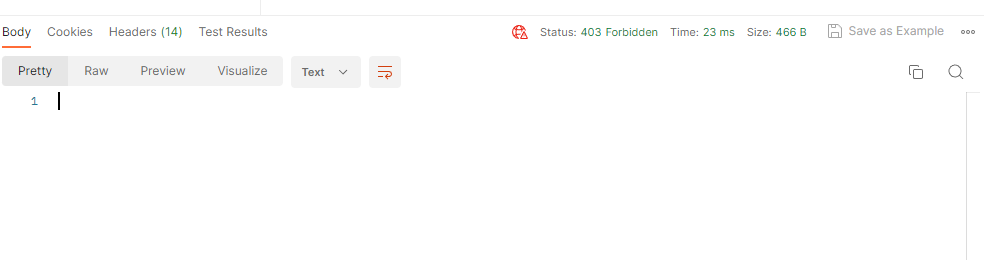 Body Cookies Headers (14) Test Results Status: 403 Forbidden Time: 23 ms Size: 466 B Save as Example
Pretty Raw Preview Visualize Text
1